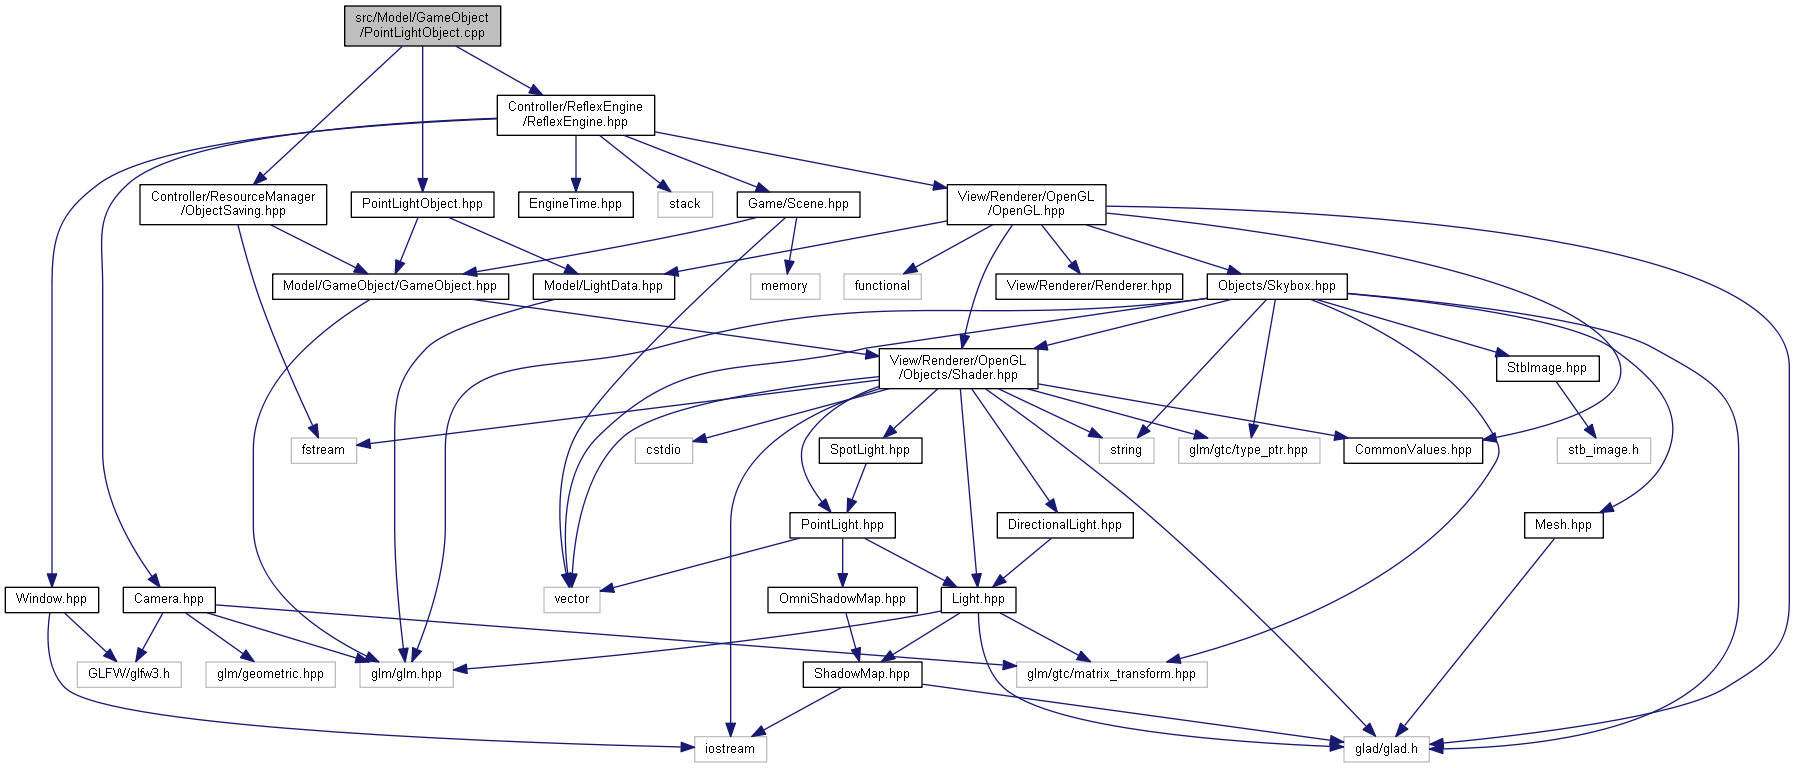 src/Model/GameObject
/PointLightObject.cpp
Controller/ReflexEngine
/ReflexEngine.hpp
Controller/ResourceManager
/ObjectSaving.hpp
PointLightObject.hpp
EngineTime.hpp
stack
Game/Scene.hpp
View/Renderer/OpenGL
/OpenGL.hpp
Model/GameObject/GameObject.hpp
Model/LightData.hpp
memory
functional
View/Renderer/Renderer.hpp
Objects/Skybox.hpp
View/Renderer/OpenGL
/Objects/Shader.hpp
StbImage.hpp
fstream
cstdio
SpotLight.hpp
string
glm/gtc/type_ptr.hpp
CommonValues.hpp
stb_image.h
PointLight.hpp
DirectionalLight.hpp
Mesh.hpp
Window.hpp
Camera.hpp
vector
OmniShadowMap.hpp
Light.hpp
GLFW/glfw3.h
glm/geometric.hpp
glm/glm.hpp
ShadowMap.hpp
glm/gtc/matrix_transform.hpp
iostream
glad/glad.h